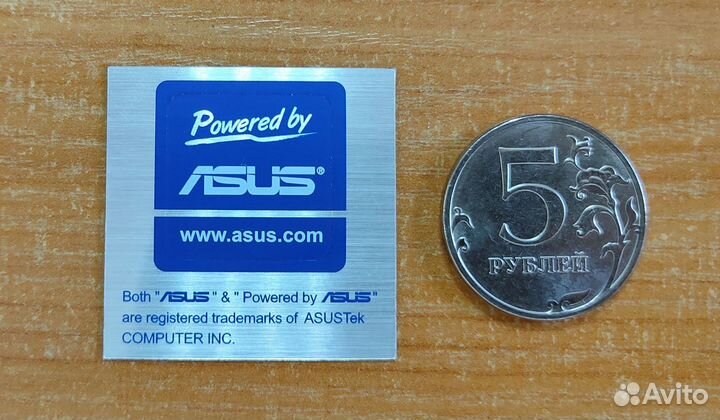 Powered by
ASUS®
www.asus.com
Both "ASUS" & "Powered by ASUS"
are registered trademarks of ASUSTek
COMPUTER INC.
5
РУБЛЕЙ
Avito